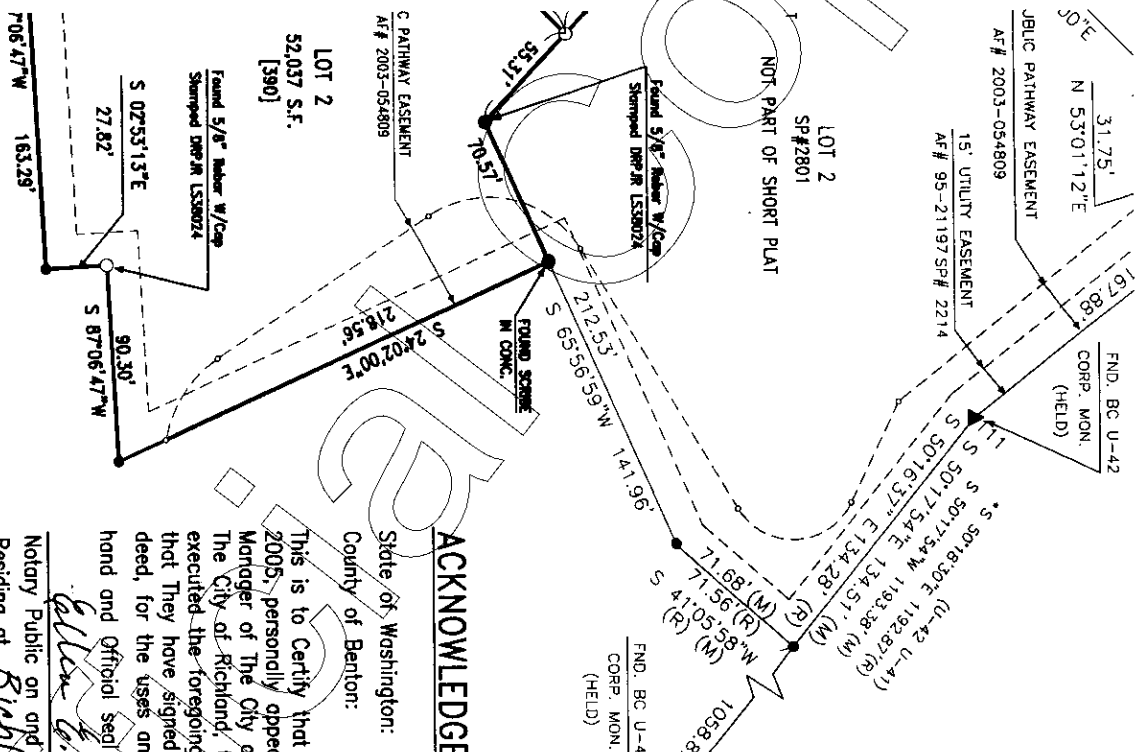 31.75'
N 53°01'12"E
00"E
JBLIC PATHWAY EASEMENT
AF# 2003-054809
15' UTILITY EASEMENT
AF# 95-21197 SP# 2214
167.88'
FND. BC U-42
CORP. MON.
(HELD)
LOT 2
SP#2801
NOT PART OF SHORT PLAT
55.31'
Found 5/8" Rebar W/Cap
Stamped DRP JR LS38024
70.57'
C PATHWAY EASEMENT
AF# 2003-054809
LOT 2
52,037 S.F.
[390]
Found 5/8" Rebar W/Cap
Stamped DRP JR LS38024
S 02°53'13"E
27.82'
7°06'47"W 163.29'
90.30'
S 87°06'47"W
218.56'
S 24°02'00"E
FOUND SCRIBE
IN CONC.
212.53'
S 65°56'59"W 141.96'
S 50°16'37" E 134.28' (R)
S 50°17'54"E 134.51' (M)
S 50°17'54"W 1193.38 (M)
*S 50°18'30"E 1192.87'(R)
(U-42 U-41)
71.68' (M)
71.56'(R)
S 41°05'58"W
(R) (M)
1058.8
FND. BC U-4
CORP. MON.
(HELD)
ACKNOWLEDGE
State of Washington:
County of Benton:
This is to Certify that
2005, personally appe
Manager of The City o
The City of Richland,
executed the foregoing
that They have signed
deed, for the uses an
hand and Official seal
Notary Public on and
Residing at Richl